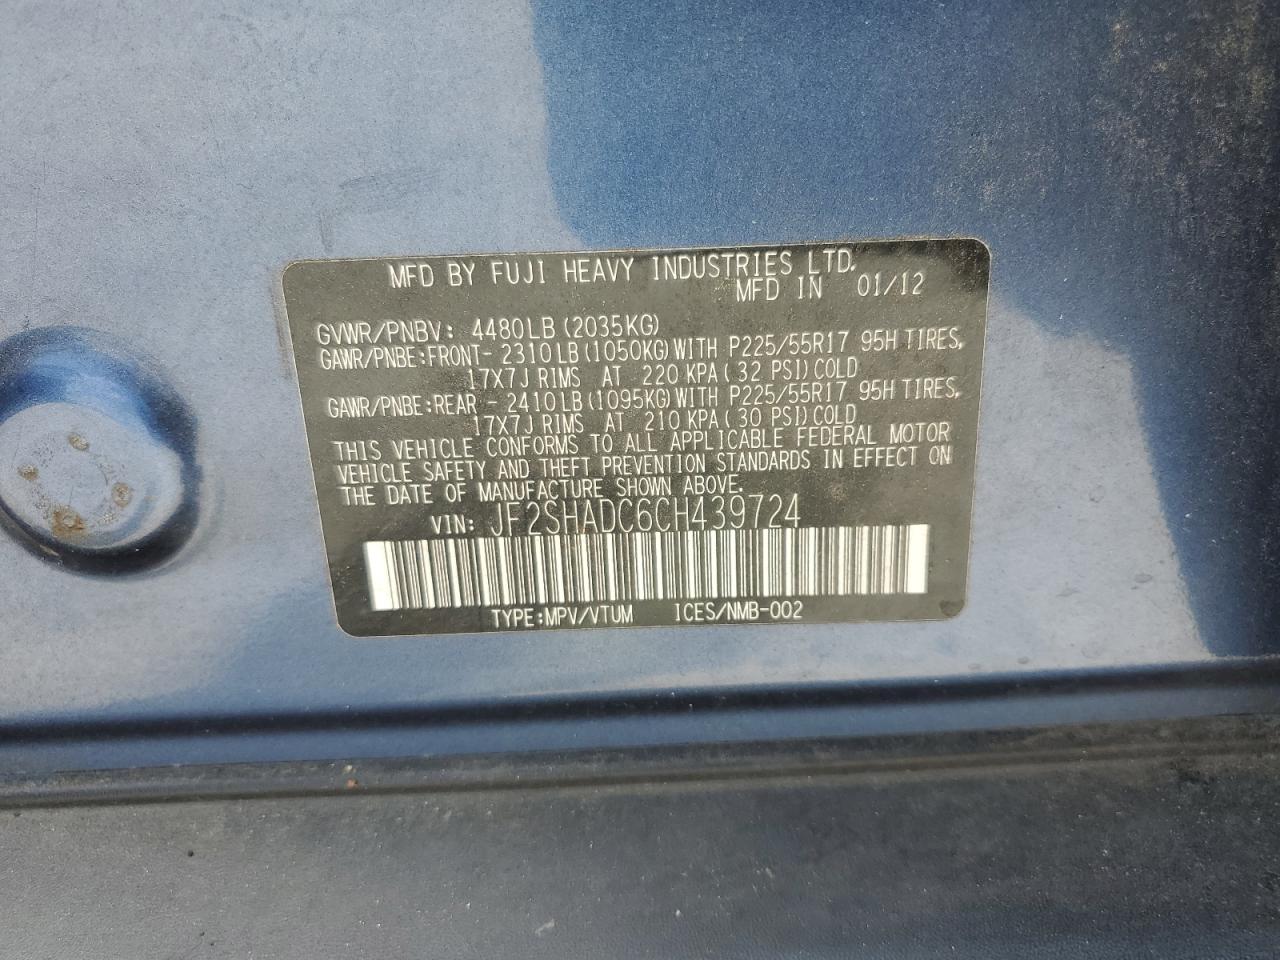 MFD BY FUJI HEAVY INDUSTRIES LTD.
MFD IN 01/12
GVWR/PNBV: 4480LB(2035KG)
GAWR/PNBE:FRONT- 2310LB(1050KG)WITH P225/55R17 95H TIRES,
17X7J RIMS AT 220 KPA(32 PSI)COLD
GAWR/PNBE:REAR - 2410LB(1095KG)WITH P225/55R17 95H TIRES,
17X7J RIMS AT 210 KPA(30 PSI)COLD
THIS VEHICLE CONFORMS TO ALL APPLICABLE FEDERAL MOTOR
VEHICLE SAFETY AND THEFT PREVENTION STANDARDS IN EFFECT ON
THE DATE OF MANUFACTURE SHOWN ABOVE.
VIN: JF2SHADC6CH439724
TYPE:MPV/VTUM ICES/NMB-002